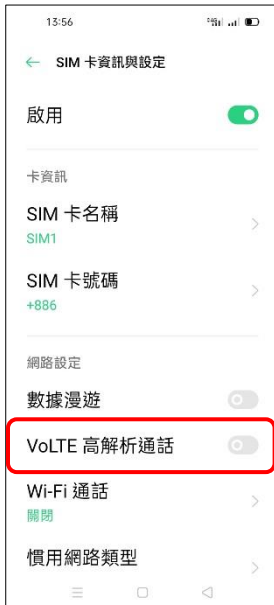 13:56
SIM 卡資訊與設定
啟用
卡資訊
SIM 卡名稱
SIM1
SIM 卡號碼
+886
網路設定
數據漫遊
VoLTE 高解析通話
Wi-Fi 通話
關閉
慣用網路類型